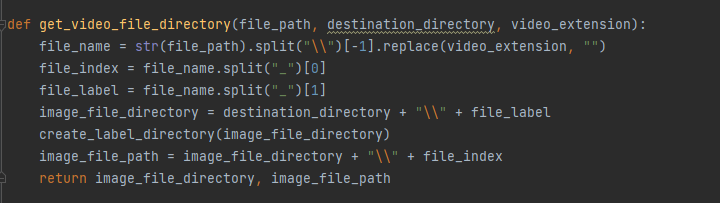 def get_video_file_directory(file_path, destination_directory, video_extension):
    file_name = str(file_path).split("\\")[-1].replace(video_extension, "")
    file_index = file_name.split("_")[0]
    file_label = file_name.split("_")[1]
    image_file_directory = destination_directory + "\\" + file_label
    create_label_directory(image_file_directory)
    image_file_path = image_file_directory + "\\" + file_index
    return image_file_directory, image_file_path